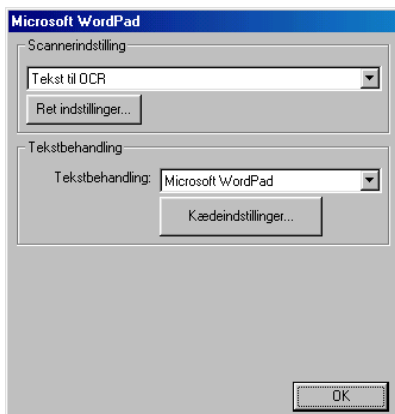 Microsoft WordPad
Scannerindstilling
Tekst til OCR
Ret indstillinger...
Tekstbehandling
Tekstbehandling: Microsoft WordPad
Kædeindstillinger...
OK